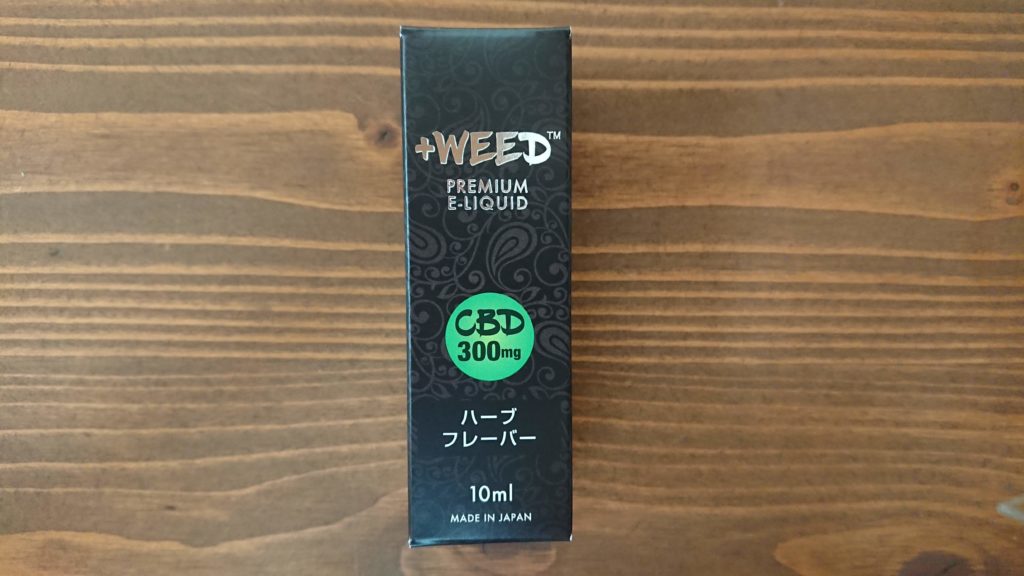 +WEED™
PREMIUM
E-LIQUID
CBD
300mg
ハーブ
フレーバー
10ml
MADE IN JAPAN